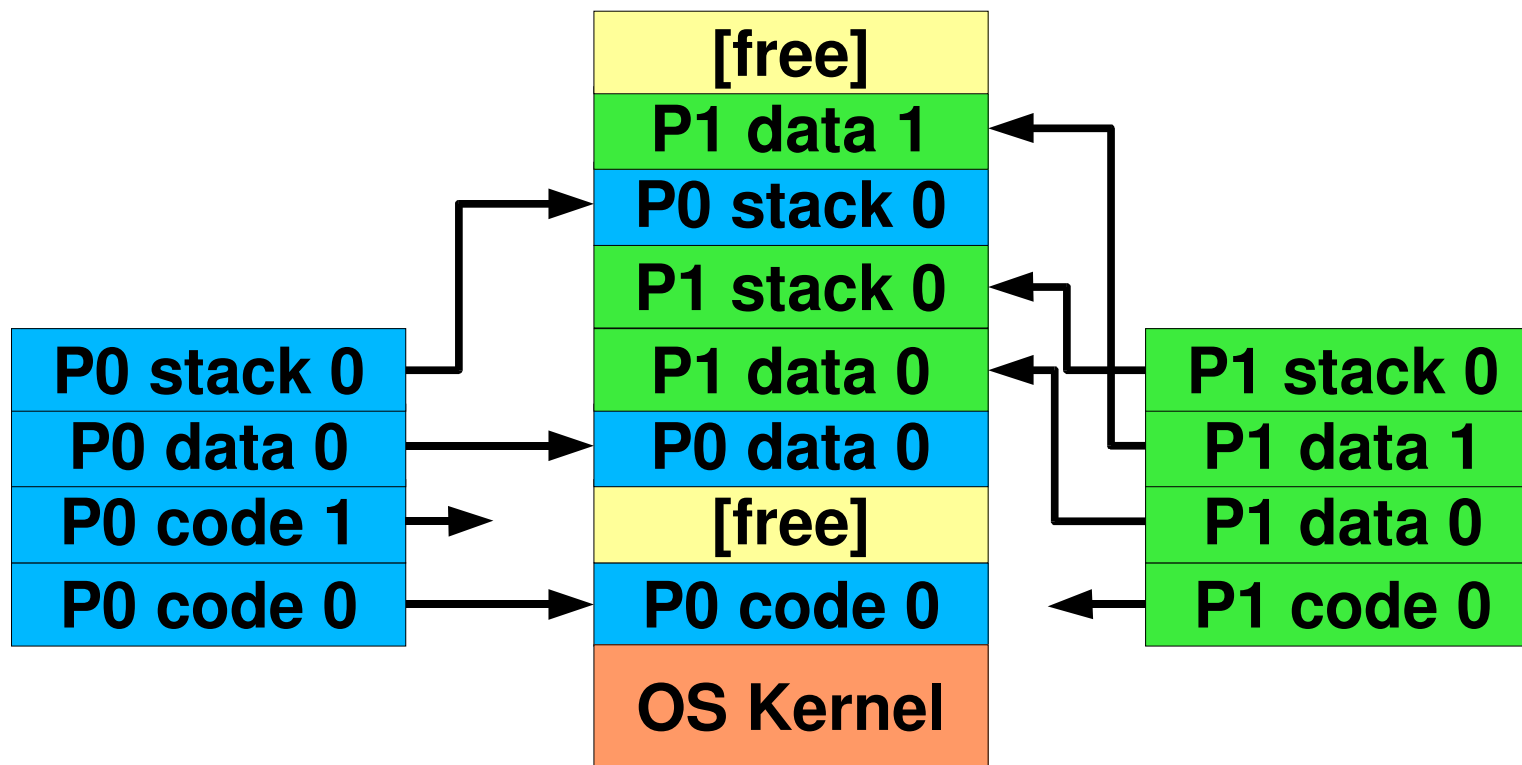 [free]
P1 data 1
P0 stack 0
P1 stack 0
P1 data 0
P0 data 0
[free]
P0 code 0
OS Kernel
P0 stack 0
P0 data 0
P0 code 1
P0 code 0
P1 stack 0
P1 data 1
P1 data 0
P1 code 0